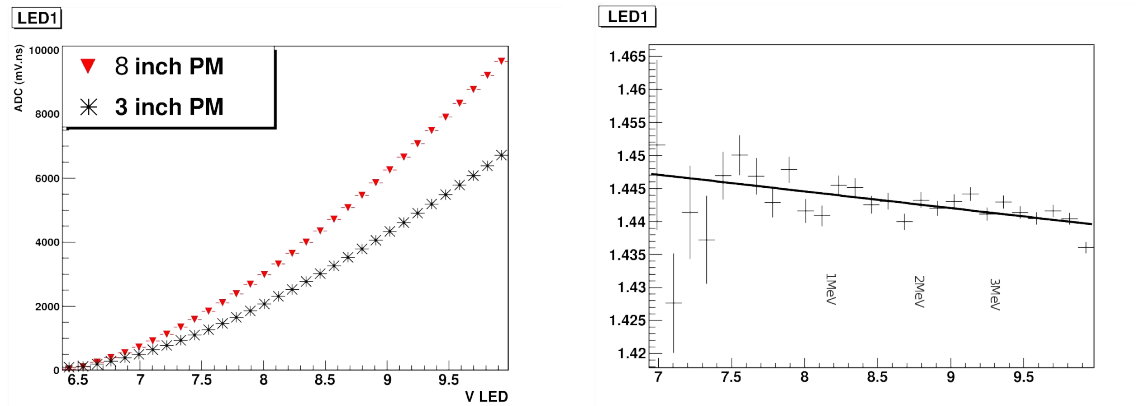 LED1
ADC (mV.ns)
10000
8000
6000
4000
2000
0
8 inch PM
3 inch PM
6.5 7 7.5 8 8.5 9 9.5
V LED
LED1
1.465
1.46
1.455
1.45
1.445
1.44
1.435
1.43
1.425
1.42
1MeV 2MeV 3MeV
7 7.5 8 8.5 9 9.5